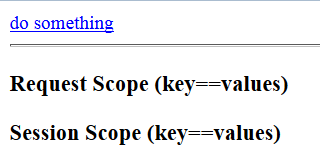 do something
Request Scope (key==values)
Session Scope (key==values)